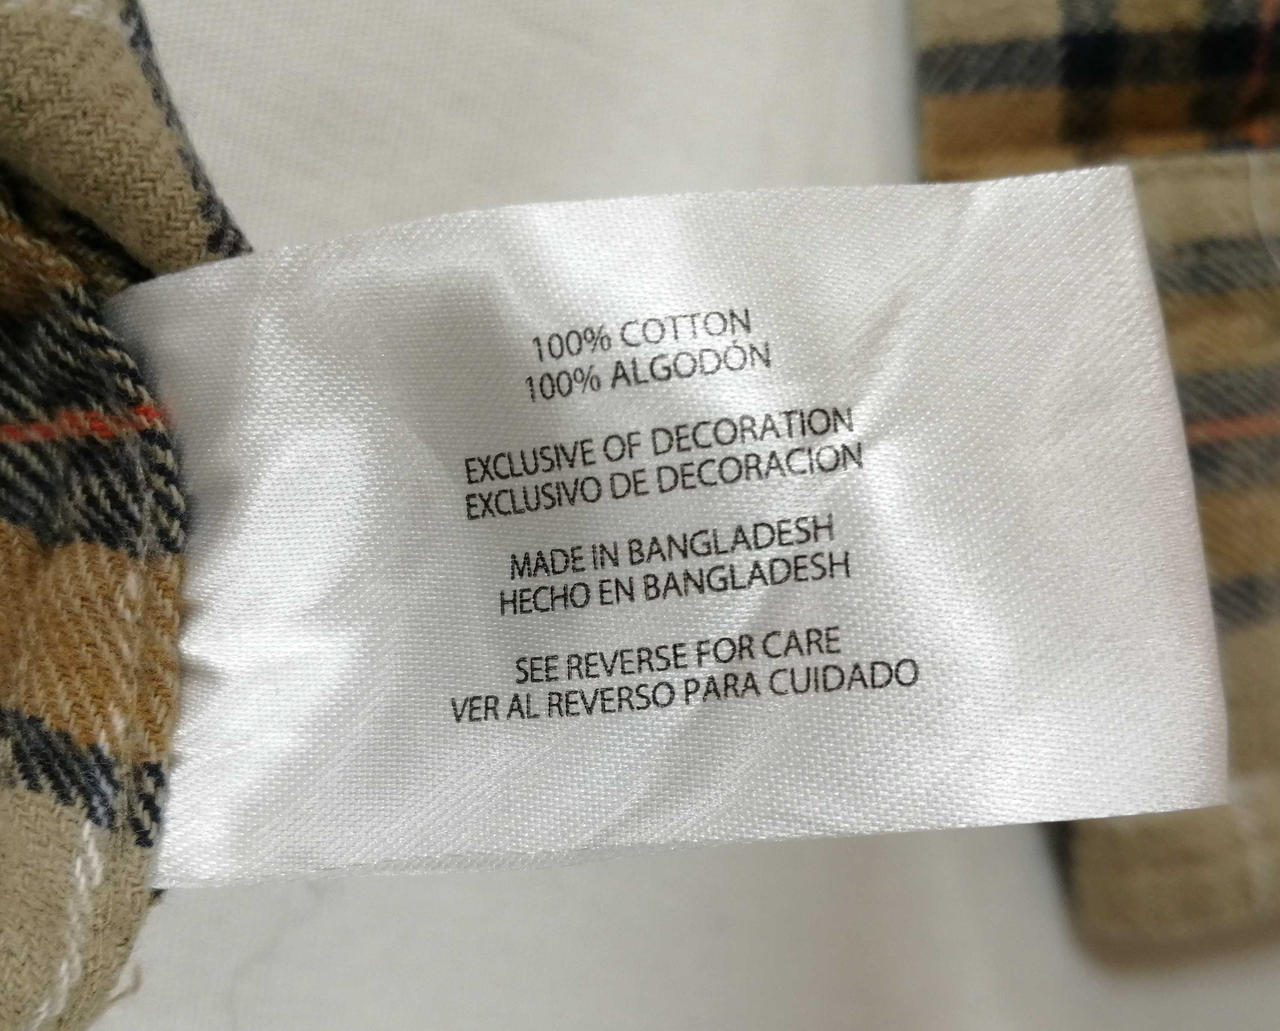 100% COTTON
100% ALGODÓN
EXCLUSIVE OF DECORATION
EXCLUSIVO DE DECORACION
MADE IN BANGLADESH
HECHO EN BANGLADESH
SEE REVERSE FOR CARE
VER AL REVERSO PARA CUIDADO